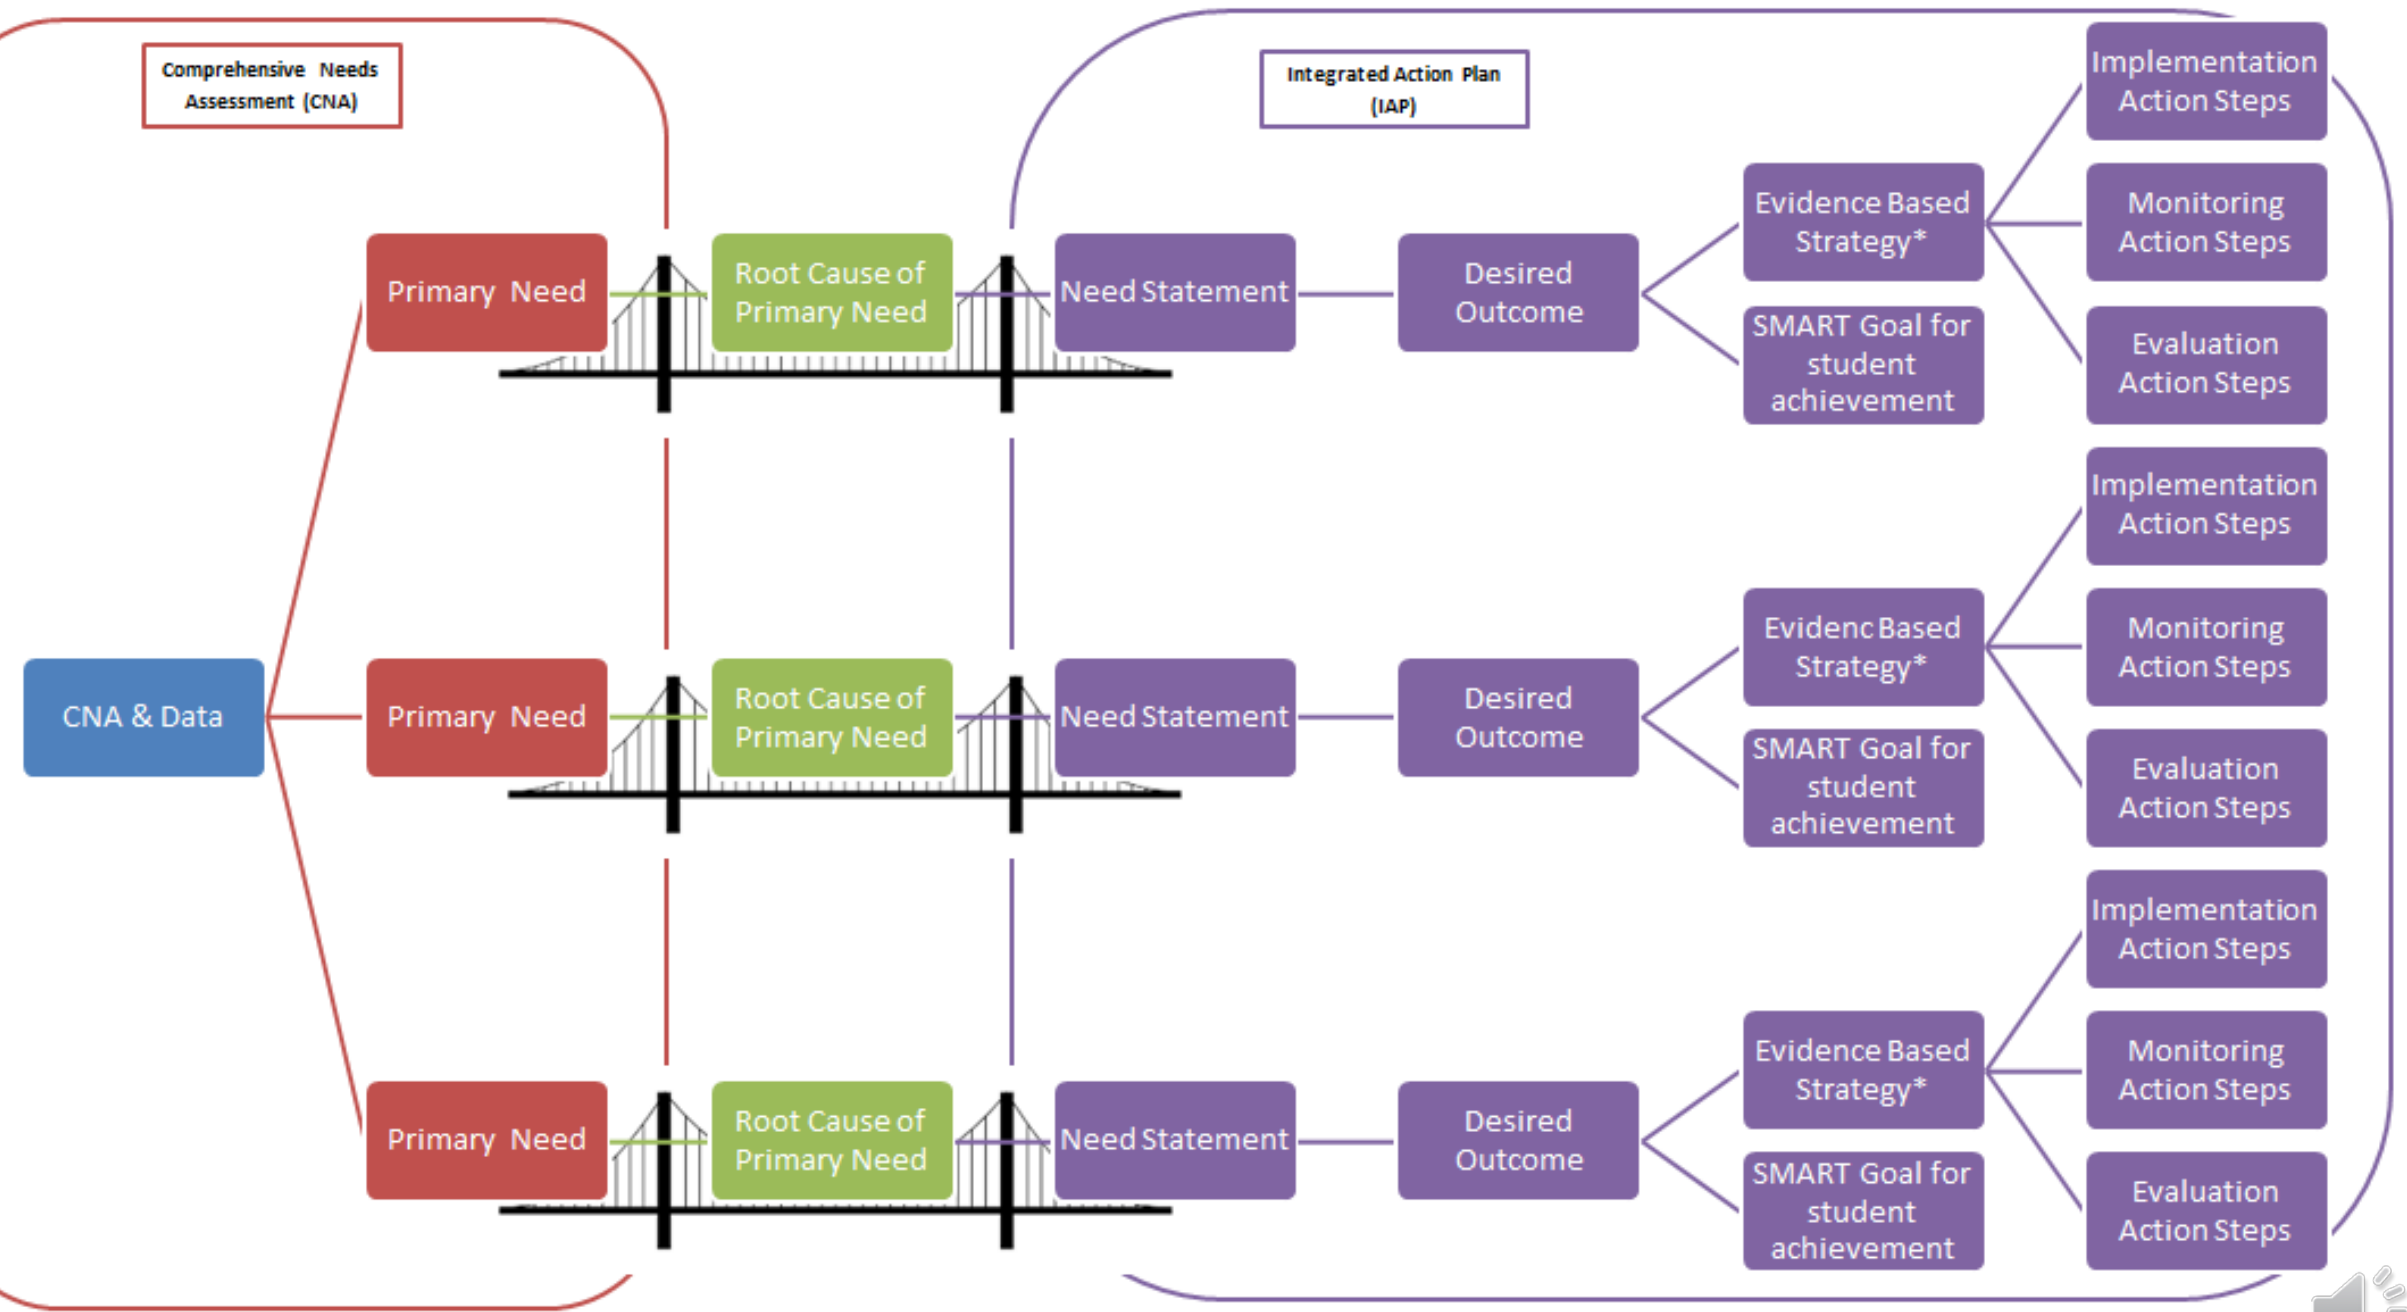 Comprehensive Needs
Assessment (CNA)
Integrated Action Plan
(IAP)
Implementation
Action Steps
Evidence Based
Strategy*
Monitoring
Action Steps
Primary Need
Root Cause of
Primary Need
Need Statement
Desired
Outcome
SMART Goal for
student
achievement
Evaluation
Action Steps
Implementation
Action Steps
Evidenc Based
Strategy*
Monitoring
Action Steps
CNA & Data
Primary Need
Root Cause of
Primary Need
Need Statement
Desired
Outcome
SMART Goal for
student
achievement
Evaluation
Action Steps
Implementation
Action Steps
Evidence Based
Strategy*
Monitoring
Action Steps
Primary Need
Root Cause of
Primary Need
Need Statement
Desired
Outcome
SMART Goal for
student
achievement
Evaluation
Action Steps